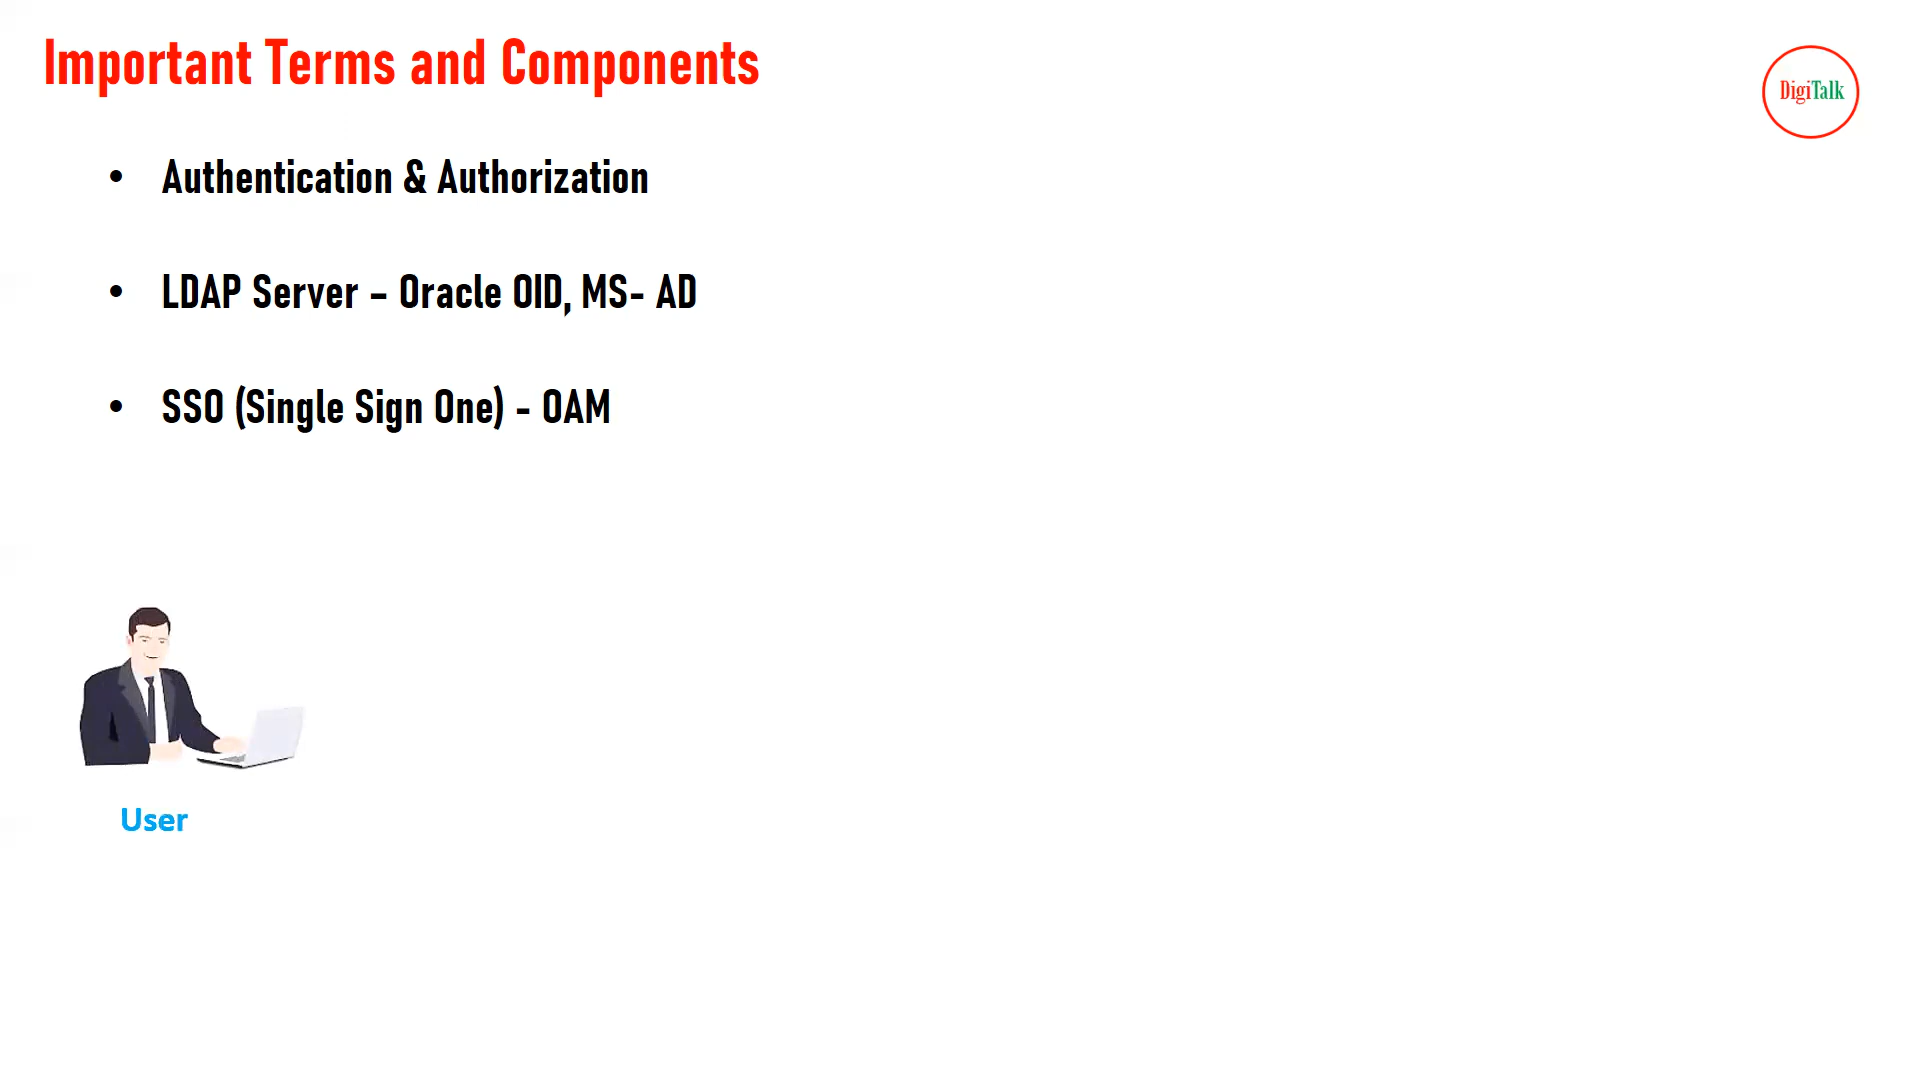 Important Terms and Components
DigiTalk
• Authentication & Authorization
• LDAP Server – Oracle OID, MS- AD
• SSO (Single Sign One) - OAM
User